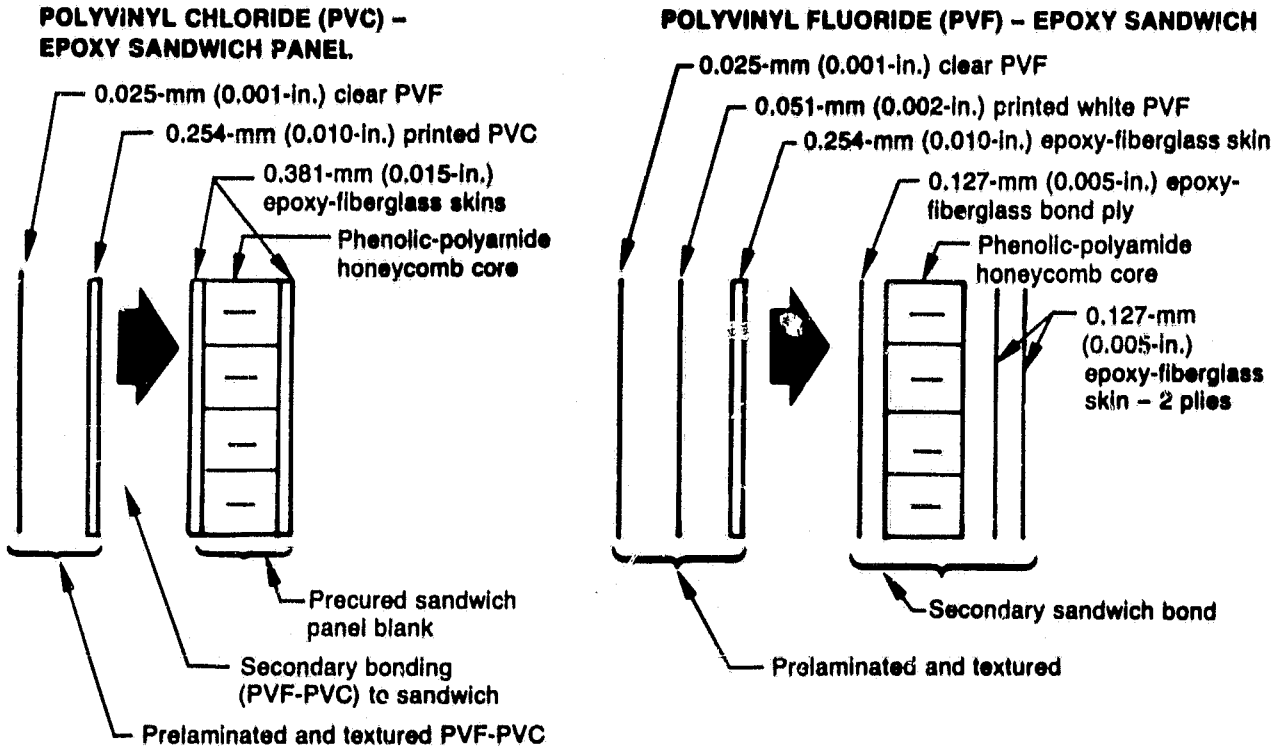 POLYVINYL CHLORIDE (PVC) –
EPOXY SANDWICH PANEL
0.025-mm (0.001-in.) clear PVF
0.254-mm (0.010-in.) printed PVC
0.381-mm (0.015-in.)
epoxy-fiberglass skins
Phenolic-polyamide
honeycomb core
Precured sandwich
panel blank
Secondary bonding
(PVF-PVC) to sandwich
Prelaminated and textured PVF-PVC
POLYVINYL FLUORIDE (PVF) – EPOXY SANDWICH
0.025-mm (0.001-in.) clear PVF
0.051-mm (0.002-in.) printed white PVF
0.254-mm (0.010-in.) epoxy-fiberglass skin
0.127-mm (0.005-in.) epoxy-
fiberglass bond ply
Phenolic-polyamide
honeycomb core
0.127-mm
(0.005-in.)
epoxy-fiberglass
skin – 2 plies
Secondary sandwich bond
Prelaminated and textured